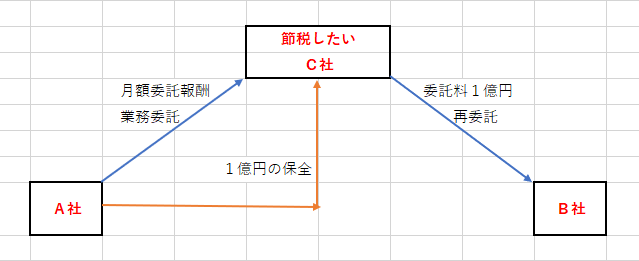 節税したい
C社
月額委託報酬
業務委託
委託料１億円
再委託
１億円の保全
A社
B社